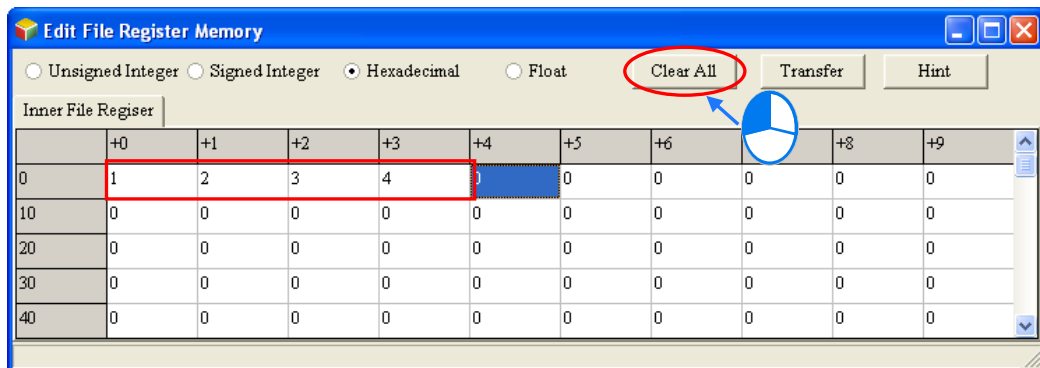 Edit File Register Memory
Unsigned Integer Signed Integer Hexadecimal Float Clear All Transfer Hint
Inner File Regiser
+0 +1 +2 +3 +4 +5 +6 +8 +9
0 1 2 3 4 0 0 0 0 0 0
10 0 0 0 0 0 0 0 0 0 0
20 0 0 0 0 0 0 0 0 0 0
30 0 0 0 0 0 0 0 0 0 0
40 0 0 0 0 0 0 0 0 0 0